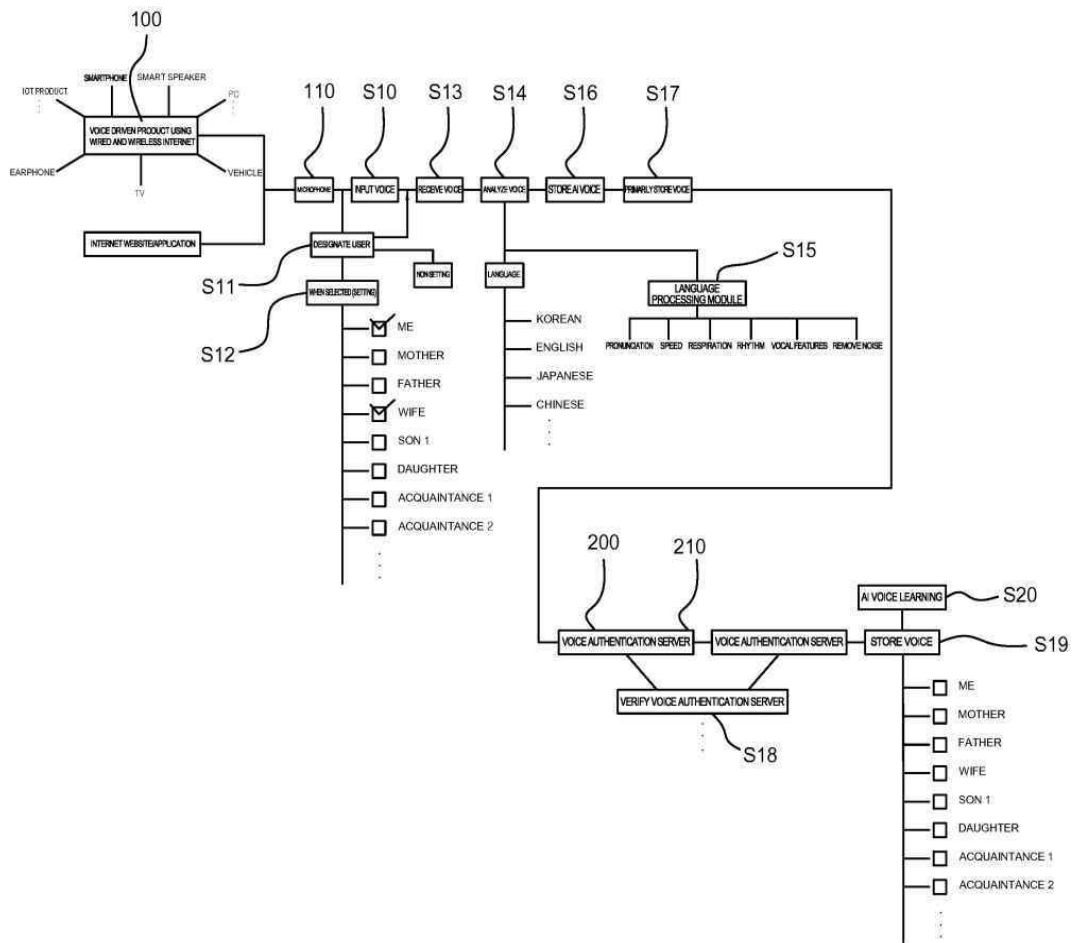 100
IOT PRODUCT
SMARTPHONE
SMART SPEAKER
PC
VOICE DRIVEN PRODUCT USING
WIRED AND WIRELESS INTERNET
EARPHONE
TV
VEHICLE
INTERNET WEBSITE/APPLICATION
110
S10
S13
S14
S16
S17
MICROPHONE
INPUT VOICE
RECEIVE VOICE
ANALYZE VOICE
STORE AI VOICE
PRIMARILY STORE VOICE
S11
DESIGNATE USER
NON-SETTING
S12
WHEN SELECTED (SETTING)
ME
MOTHER
FATHER
WIFE
SON 1
DAUGHTER
ACQUAINTANCE 1
ACQUAINTANCE 2
LANGUAGE
KOREAN
ENGLISH
JAPANESE
CHINESE
S15
LANGUAGE
PROCESSING MODULE
PRONUNCIATION
SPEED
RESPIRATION
RHYTHM
VOCAL FEATURES
REMOVE NOISE
200
210
VOICE AUTHENTICATION SERVER
VOICE AUTHENTICATION SERVER
VERIFY VOICE AUTHENTICATION SERVER
S18
AI VOICE LEARNING
S20
STORE VOICE
S19
ME
MOTHER
FATHER
WIFE
SON 1
DAUGHTER
ACQUAINTANCE 1
ACQUAINTANCE 2